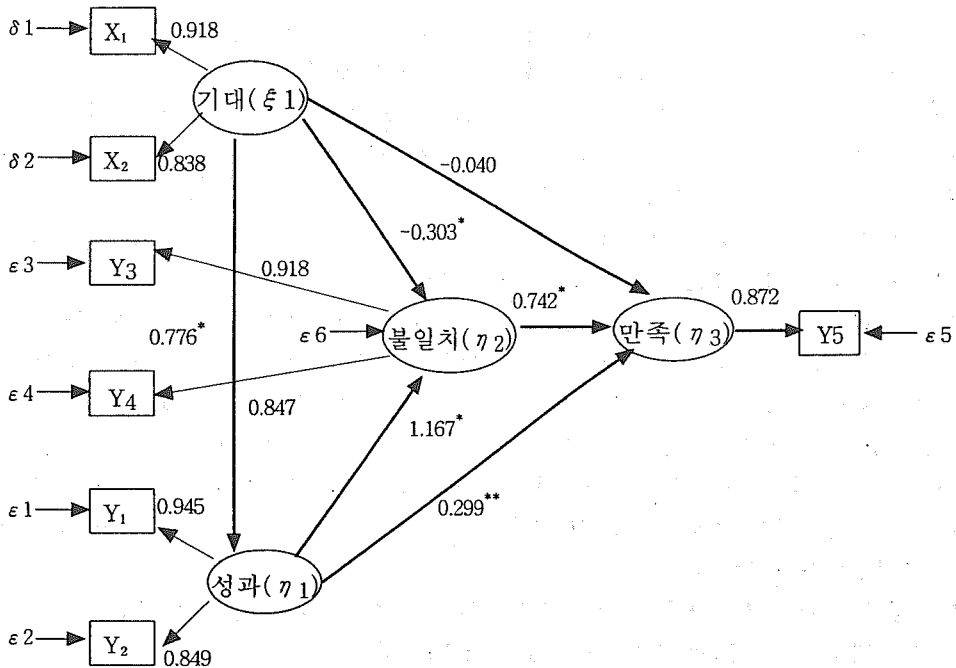 δ1
X₁
0.918
기대(ξ1)
δ2
X₂
0.838
-0.040
-0.303*
ε3
Y3
0.918
0.776*
ε6
불일치(η2)
0.742*
만족(η3)
0.872
Y5
ε5
ε4
Y4
0.847
1.167*
ε1
Y₁
0.945
0.299**
성과(η1)
ε2
Y₂
0.849